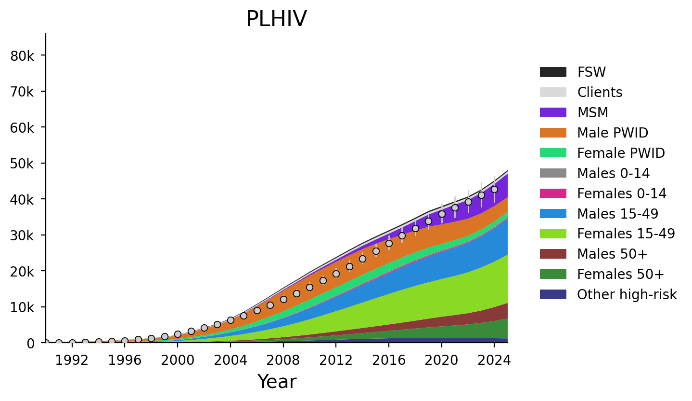 PLHIV
80k
70k
60k
50k
40k
30k
20k
10k
0
1992 1996 2000 2004 2008 2012 2016 2020 2024
Year
FSW
Clients
MSM
Male PWID
Female PWID
Males 0-14
Females 0-14
Males 15-49
Females 15-49
Males 50+
Females 50+
Other high-risk